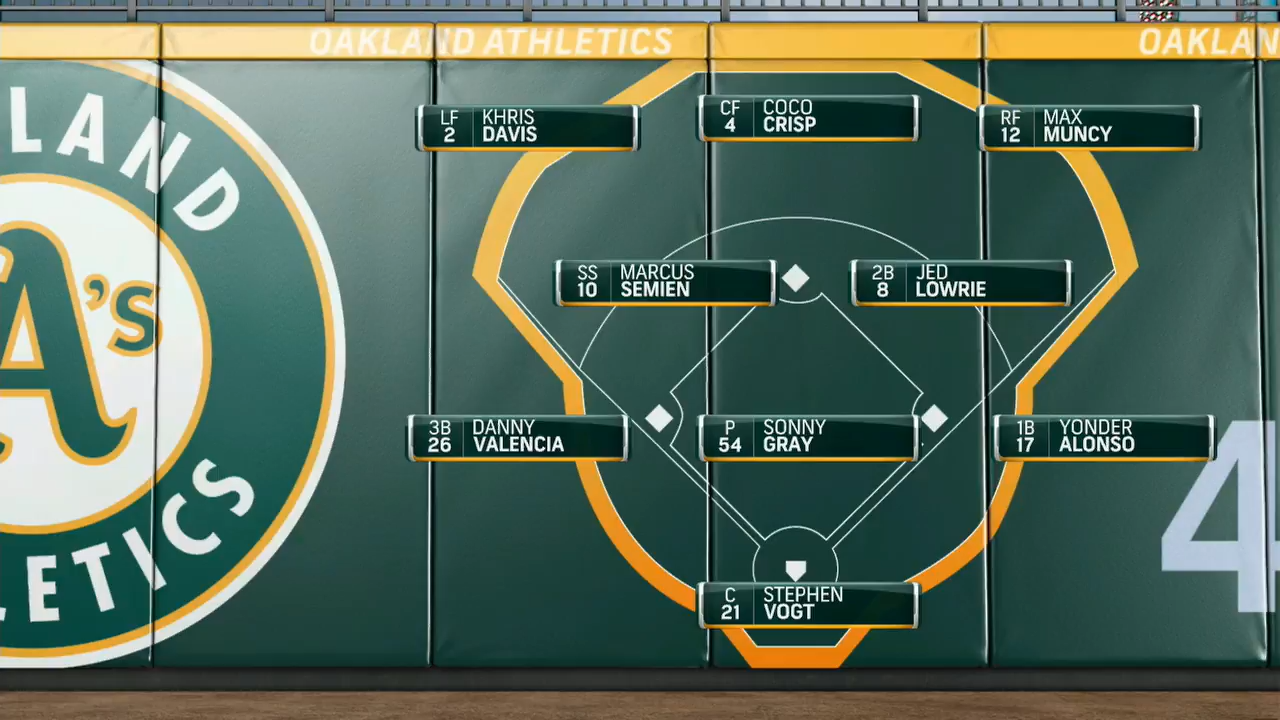 OAKLAND ATHLETICS
OAKLAN
LAND
A's
LETICS
LF
2
KHRIS
DAVIS
CF
4
COCO
CRISP
RF
12
MAX
MUNCY
SS
10
MARCUS
SEMIEN
2B
8
JED
LOWRIE
3B
26
DANNY
VALENCIA
P
54
SONNY
GRAY
1B
17
YONDER
ALONSO
4
C
21
STEPHEN
VOGT